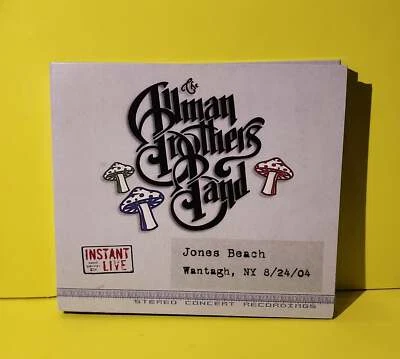 The
Allman
Brothers
Band
INSTANT
LIVE
Jones Beach
Wantagh, NY 8/24/04
STEREO CONCERT RECORDINGS